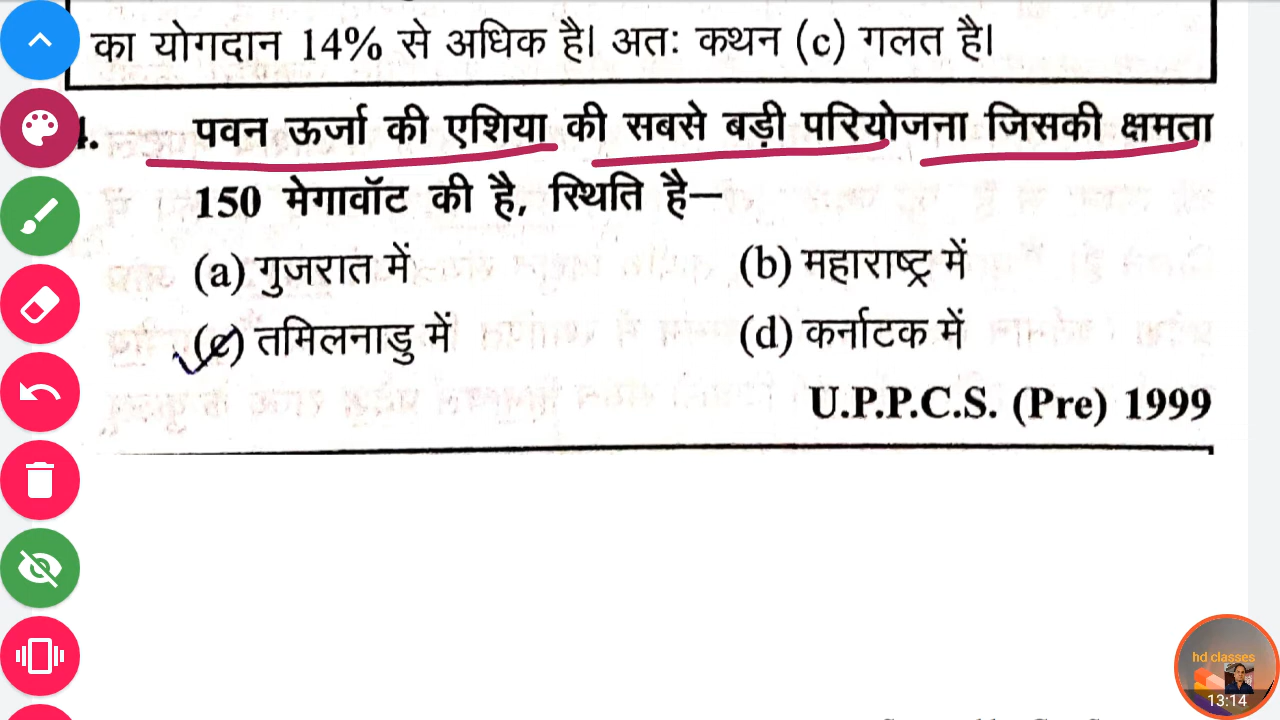 का योगदान 14% से अधिक है। अतः कथन (c) गलत है।
4. पवन ऊर्जा की एशिया की सबसे बड़ी परियोजना जिसकी क्षमता
150 मेगावॉट की है, स्थिति है—
(a) गुजरात में (b) महाराष्ट्र में
(c) तमिलनाडु में (d) कर्नाटक में
U.P.P.C.S. (Pre) 1999
hd classes
13:14